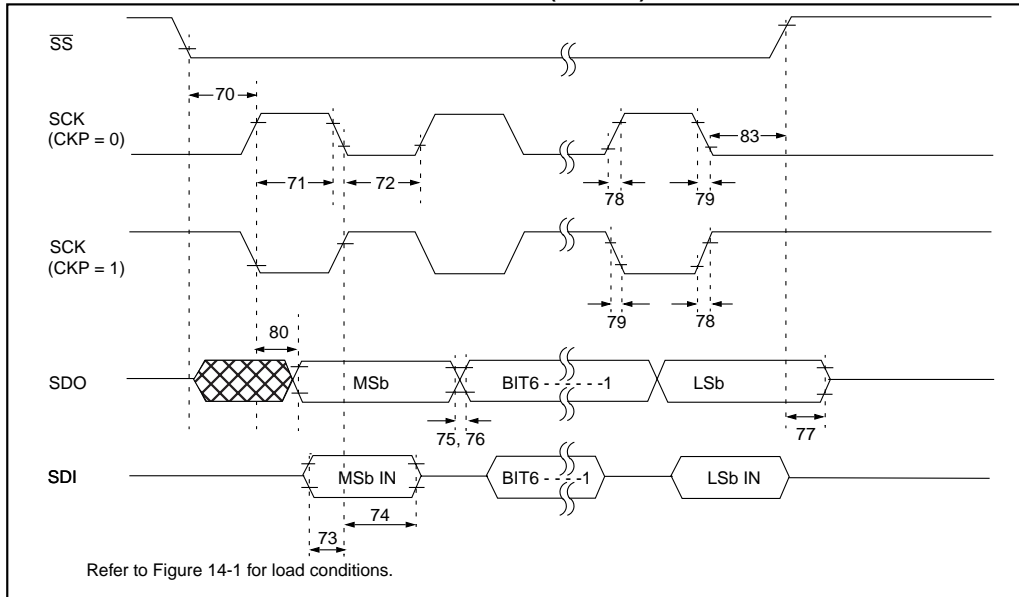 SS
70
SCK
(CKP = 0)
83
71
72
78
79
SCK
(CKP = 1)
79
78
80
SDO
MSb
BIT6 - - - - - -1
LSb
75, 76
77
SDI
MSb IN
BIT6 - - - -1
LSb IN
74
73
Refer to Figure 14-1 for load conditions.